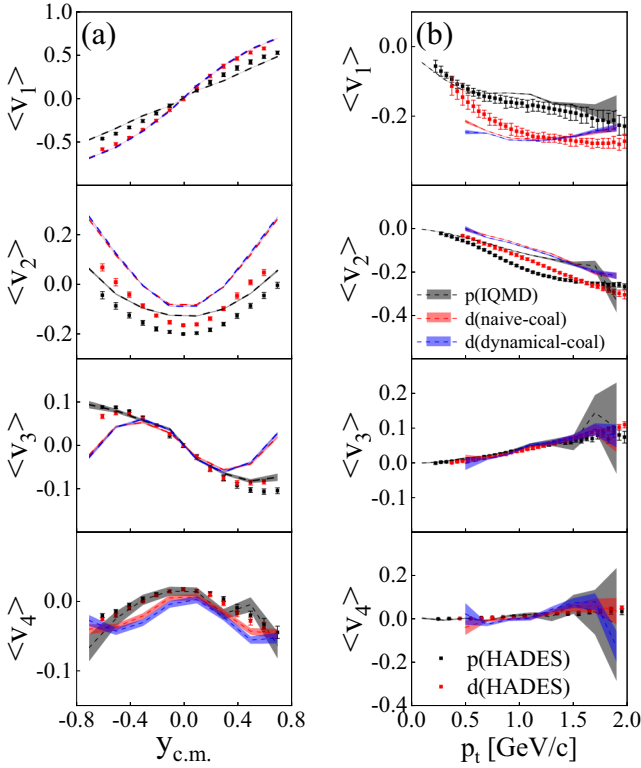 (a)
<v₁>
0.5
0.0
-0.5
<v₂>
0.2
0.0
-0.2
<v₃>
0.1
0.0
-0.1
<v₄>
0.0
-0.1
-0.8 -0.4 0.0 0.4 0.8
y_c.m.
(b)
<v₁>
0.0
-0.2
<v₂>
0.0
-0.2
-0.4
p(IQMD)
d(naive-coal)
d(dynamical-coal)
<v₃>
0.2
0.1
0.0
-0.1
<v₄>
0.2
0.0
-0.2
-0.4
p(HADES)
d(HADES)
0.0 0.5 1.0 1.5 2.0
p_t [GeV/c]